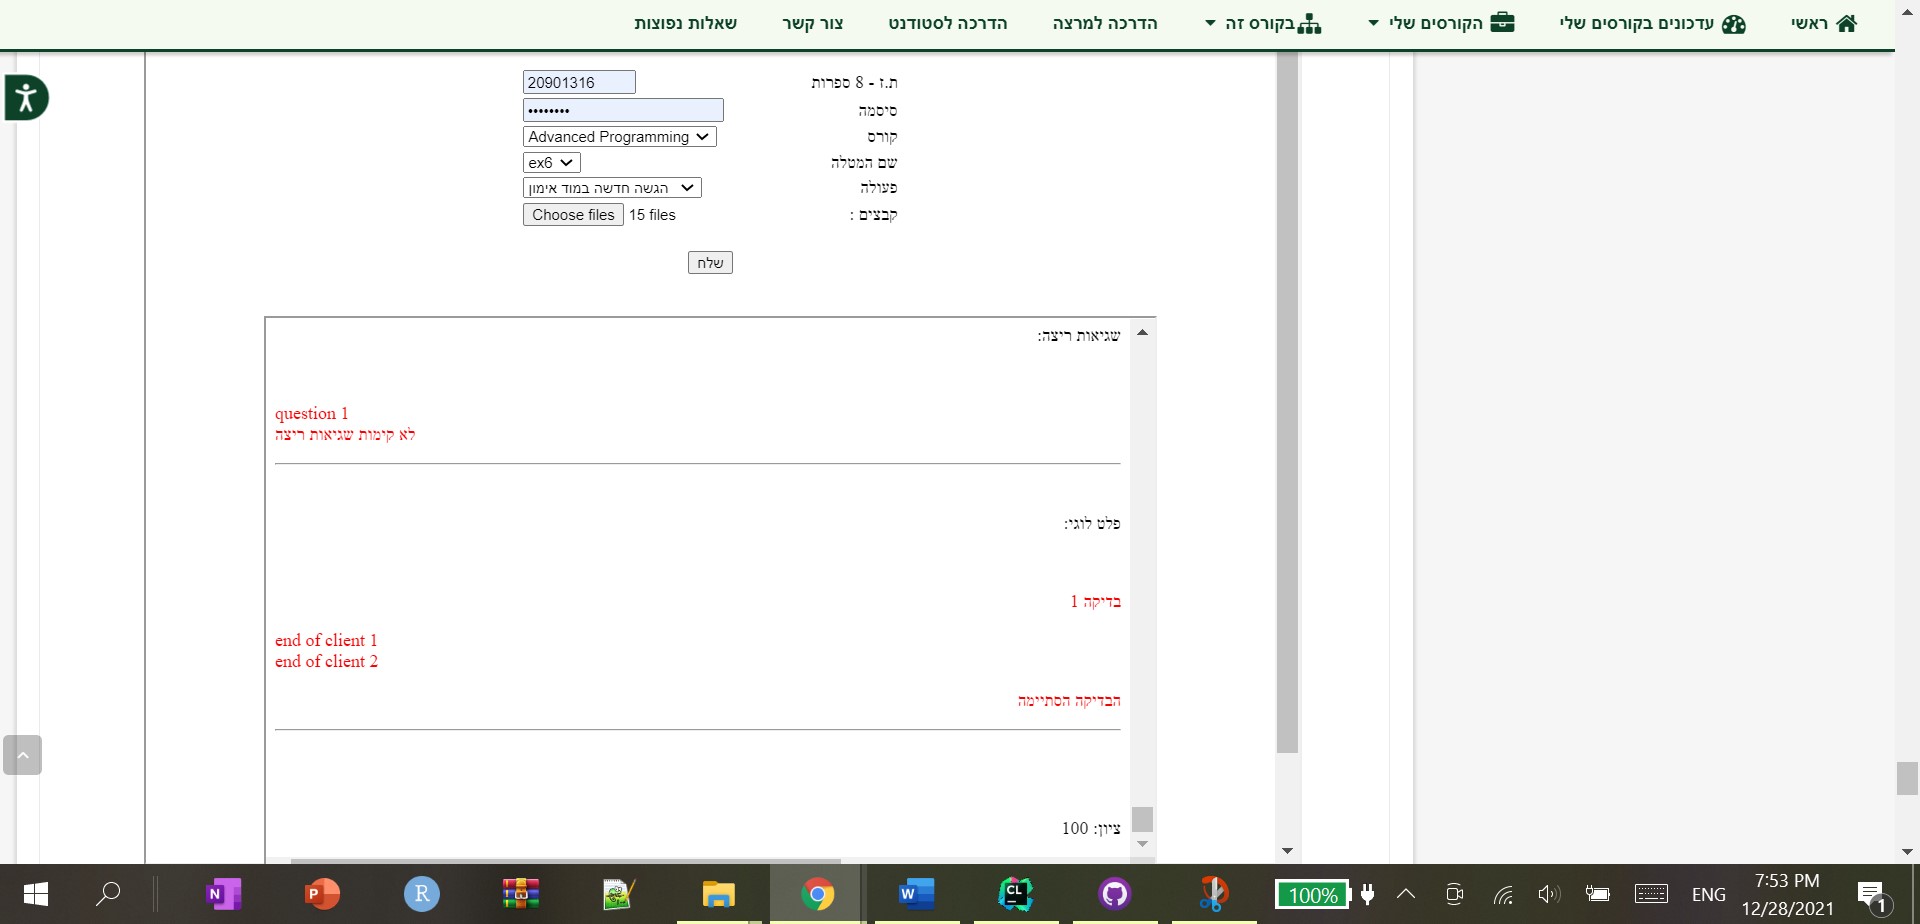 ראשי
עדכונים בקורסים שלי
הקורסים שלי
בקורס זה
הדרכה למרצה
הדרכה לסטודנט
צור קשר
שאלות נפוצות
ת.ז - 8 ספרות 20901316
סיסמה ••••••••
קורס Advanced Programming
שם המטלה ex6
פעולה הגשה חדשה במוד אימון
קבצים : Choose files 15 files
שלח
שגיאות ריצה:
question 1
לא קימות שגיאות ריצה
פלט לוגי:
בדיקה 1
end of client 1
end of client 2
הבדיקה הסתיימה
ציון: 100
N P R W CL 100% ENG 7:53 PM
12/28/2021 1